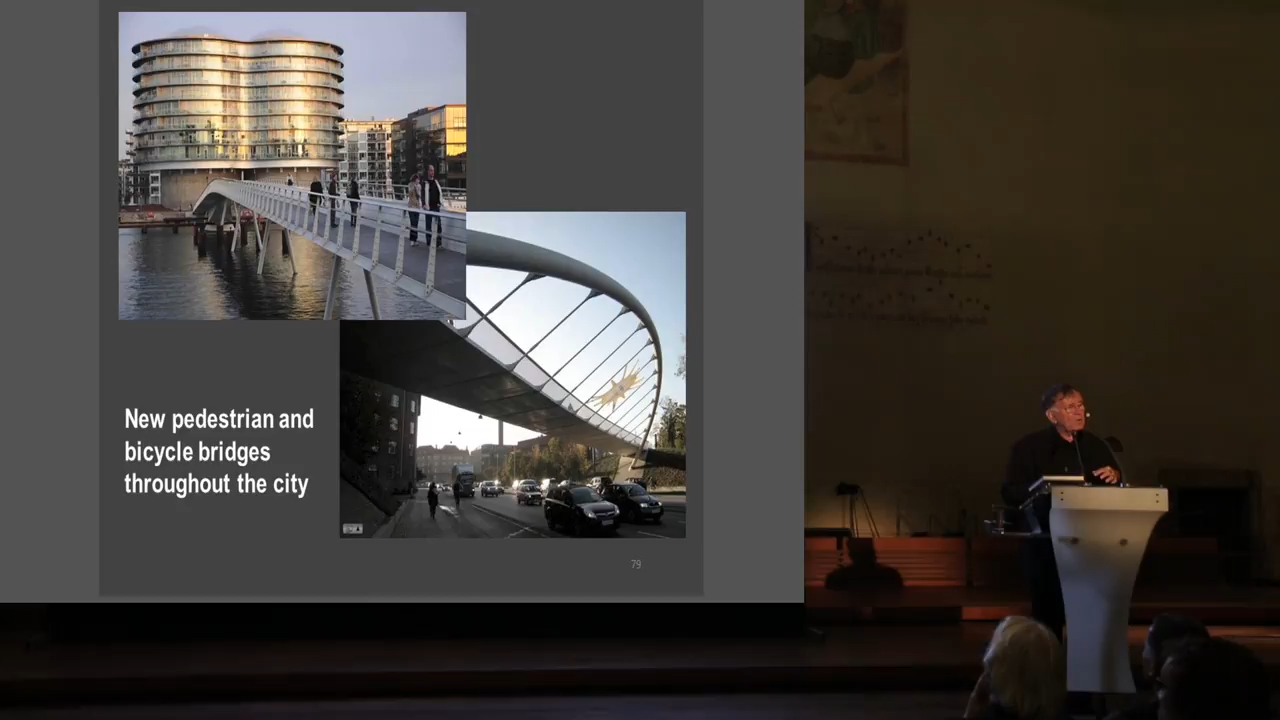 New pedestrian and
bicycle bridges
throughout the city
79